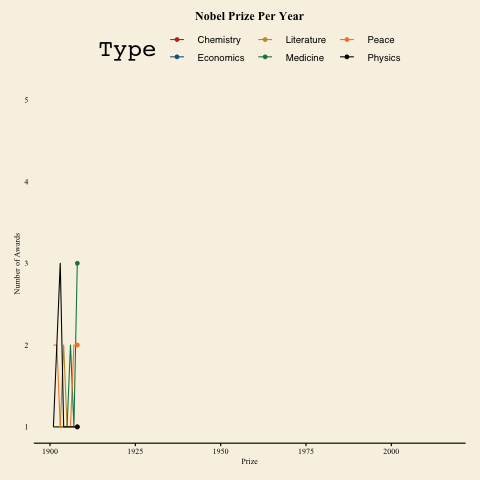 Nobel Prize Per Year
Type
Chemistry Literature Peace
Economics Medicine Physics
5
4
3
2
1
Number of Awards
1900 1925 1950 1975 2000
Prize